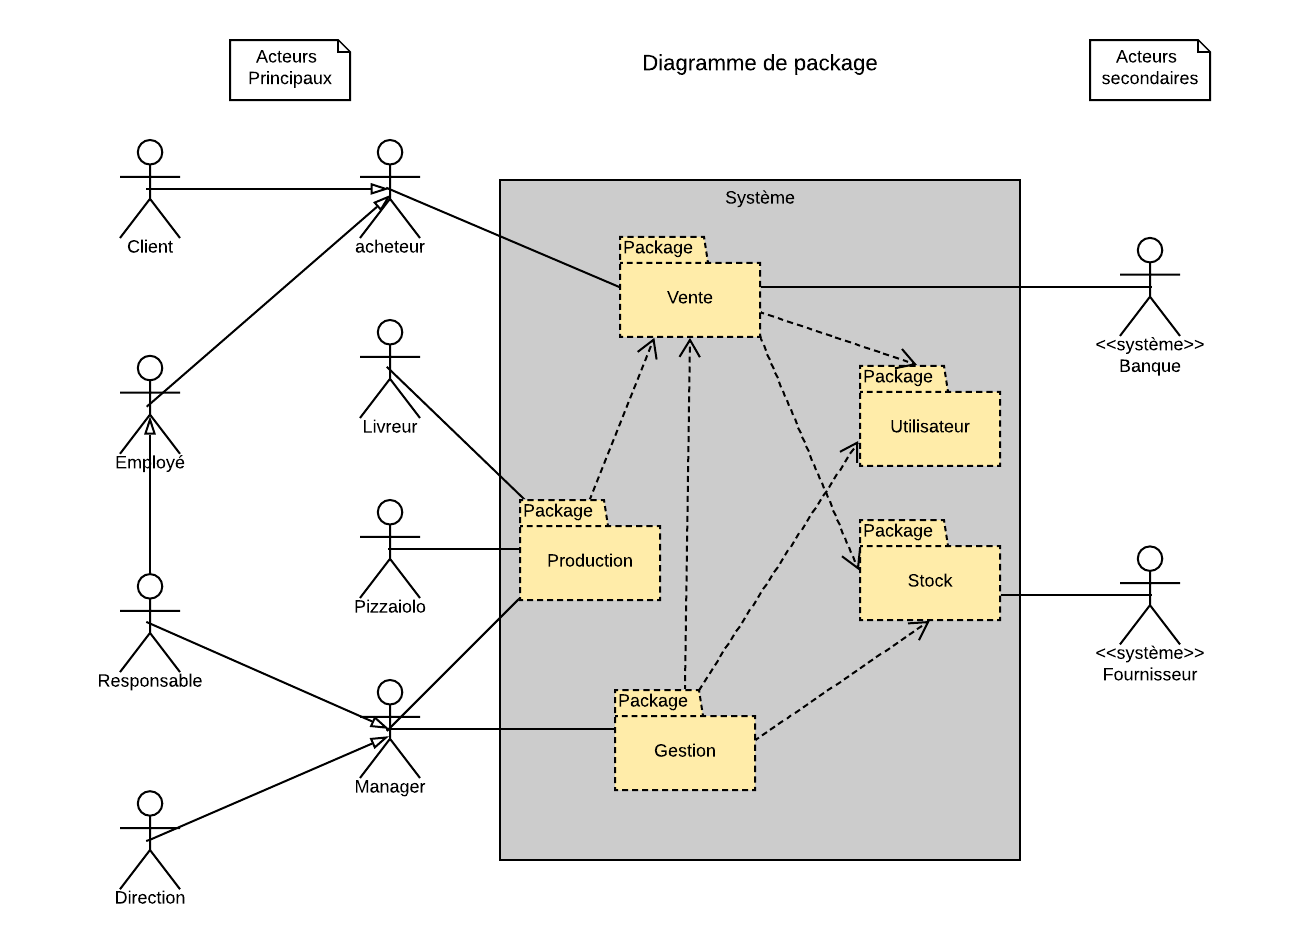 Acteurs
Principaux
Diagramme de package
Acteurs
secondaires
Client
acheteur
Système
Package
Vente
<<système>>
Banque
Package
Utilisateur
Livreur
Employé
Package
Production
Package
Stock
Pizzaiolo
<<système>>
Fournisseur
Responsable
Package
Gestion
Manager
Direction